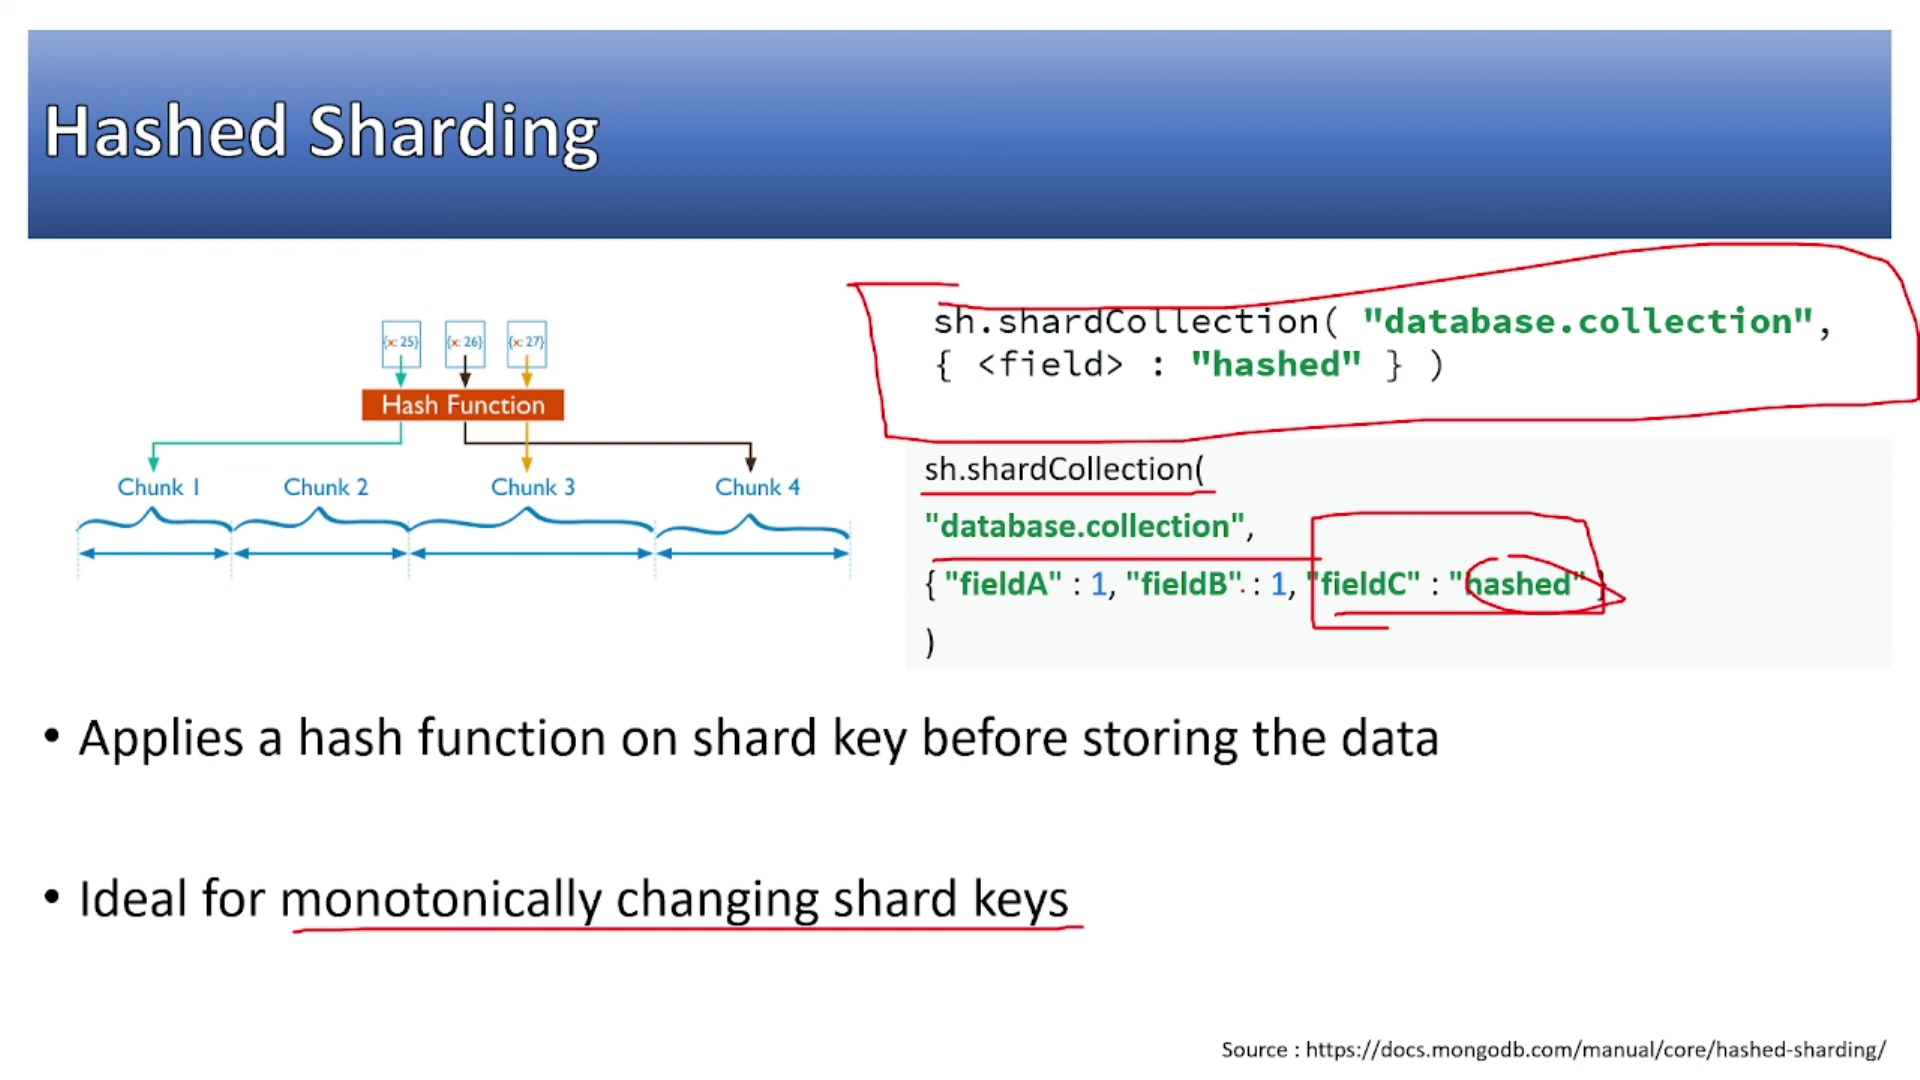 Hashed Sharding
{x: 25} {x: 26} {x: 27}
Hash Function
Chunk 1 Chunk 2 Chunk 3 Chunk 4
sh.shardCollection( "database.collection",
{ <field> : "hashed" } )
sh.shardCollection(
"database.collection",
{ "fieldA" : 1, "fieldB" : 1, "fieldC" : "hashed" }
)
• Applies a hash function on shard key before storing the data
• Ideal for monotonically changing shard keys
Source : https://docs.mongodb.com/manual/core/hashed-sharding/